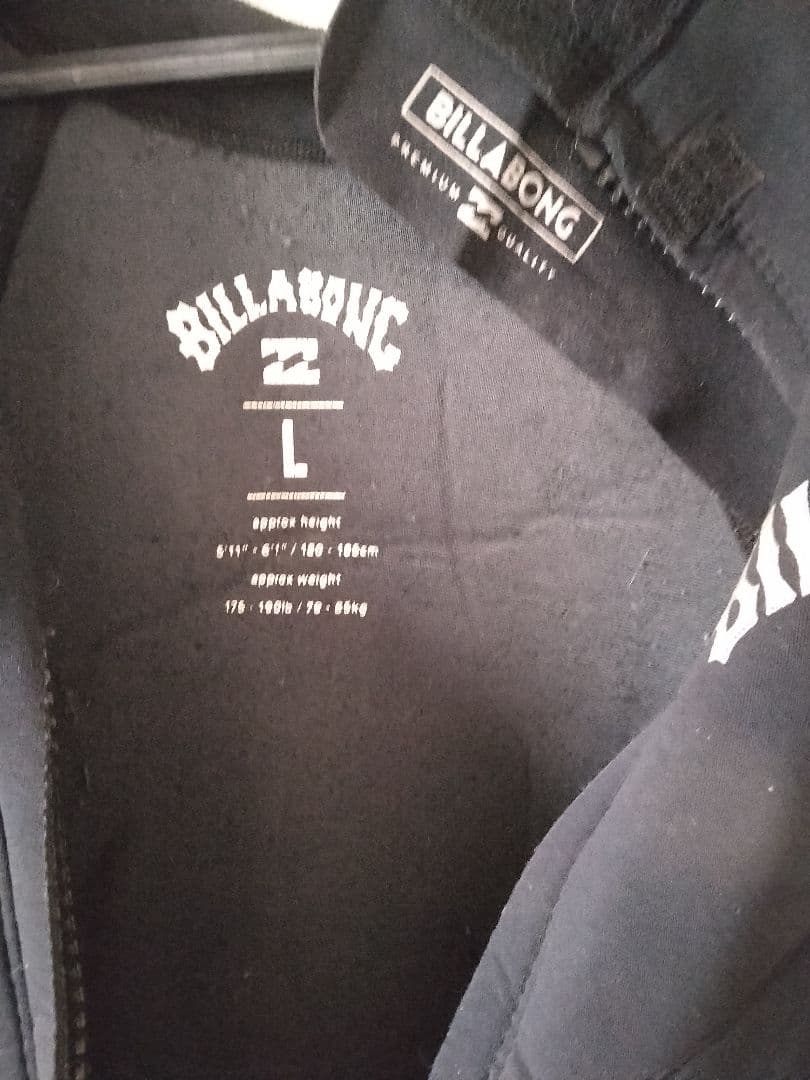 BILLABONG
PREMIUM QUALITY
BILLABONG
L
approx height
5'11" - 6'1" / 180 - 185cm
approx weight
175 - 190lb / 79 - 85kg